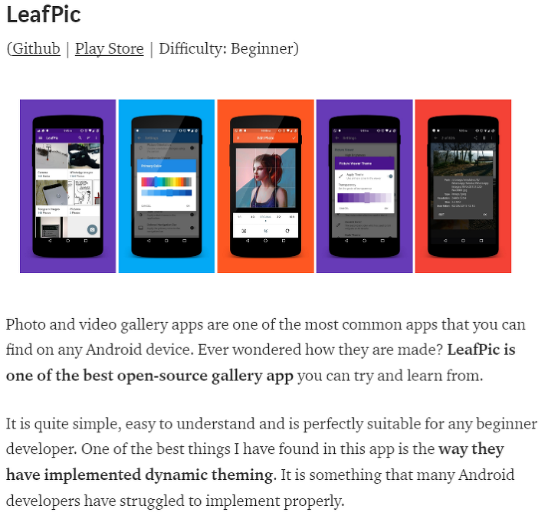 LeafPic
(Github | Play Store | Difficulty: Beginner)
Photo and video gallery apps are one of the most common apps that you can
find on any Android device. Ever wondered how they are made? LeafPic is
one of the best open-source gallery app you can try and learn from.
It is quite simple, easy to understand and is perfectly suitable for any beginner
developer. One of the best things I have found in this app is the way they
have implemented dynamic theming. It is something that many Android
developers have struggled to implement properly.